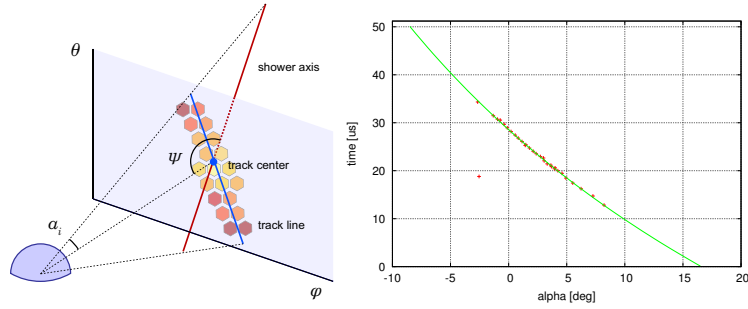 θ
shower axis
Ψ
track center
a_i
track line
φ
time [us]
50
40
30
20
10
0
-10 -5 0 5 10 15 20
alpha [deg]